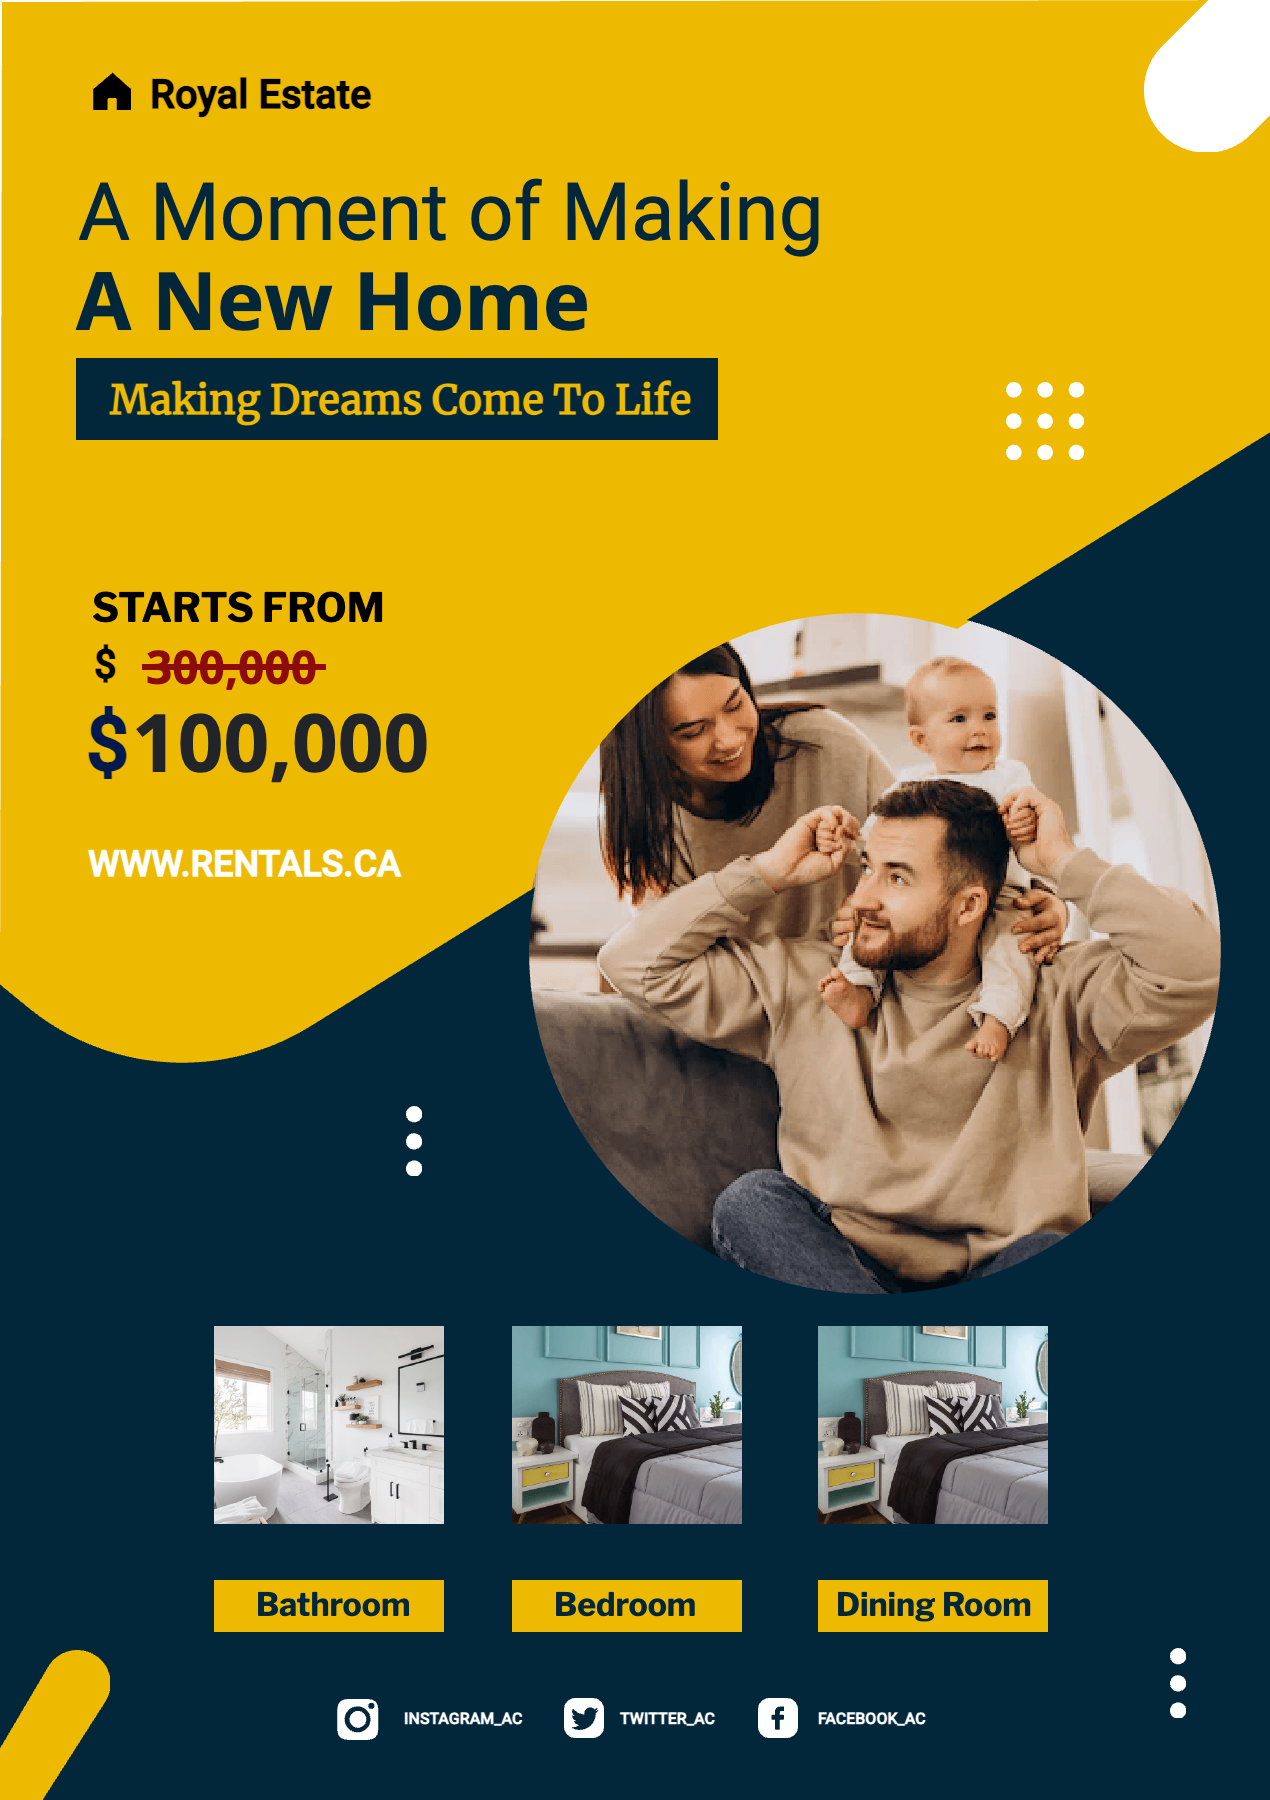 Royal Estate
A Moment of Making
A New Home
Making Dreams Come To Life
STARTS FROM
$ 300,000
$100,000
WWW.RENTALS.CA
Bathroom
Bedroom
Dining Room
INSTAGRAM_AC
TWITTER_AC
FACEBOOK_AC